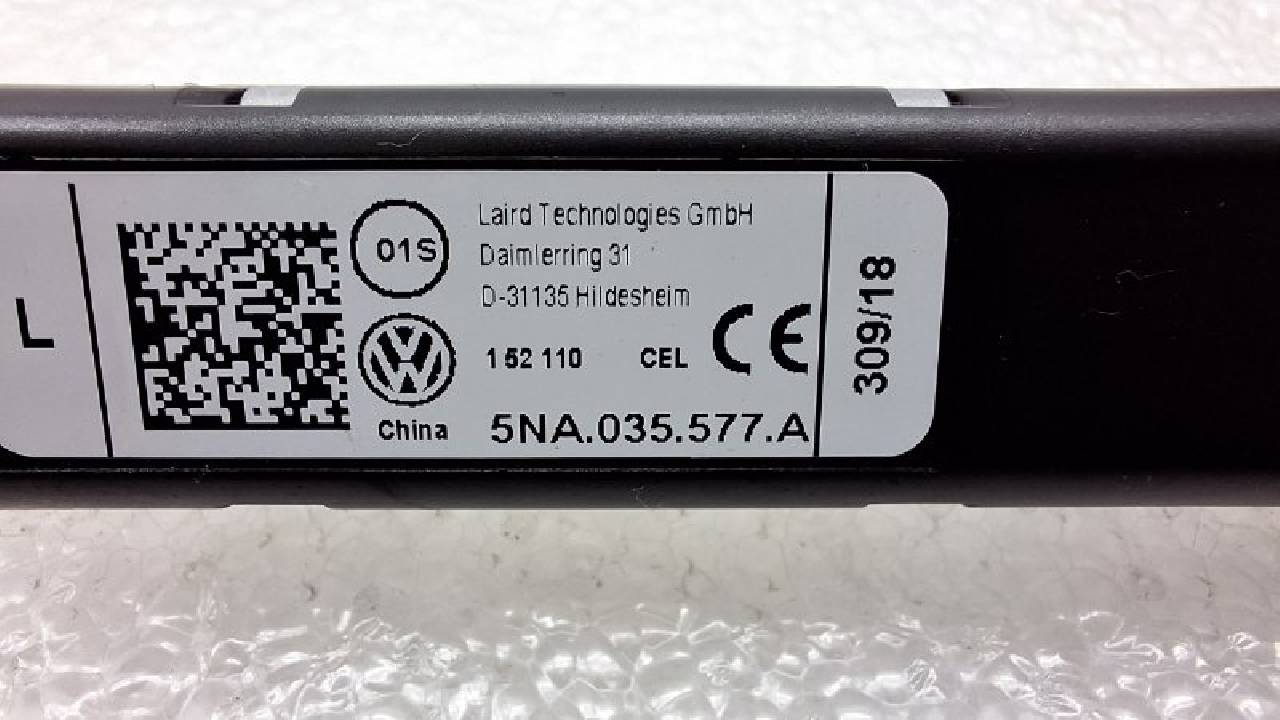 L
01S
Laird Technologies GmbH
Daimlerring 31
D-31135 Hildesheim
1 52 110 CEL CE
China 5NA.035.577.A
309/18